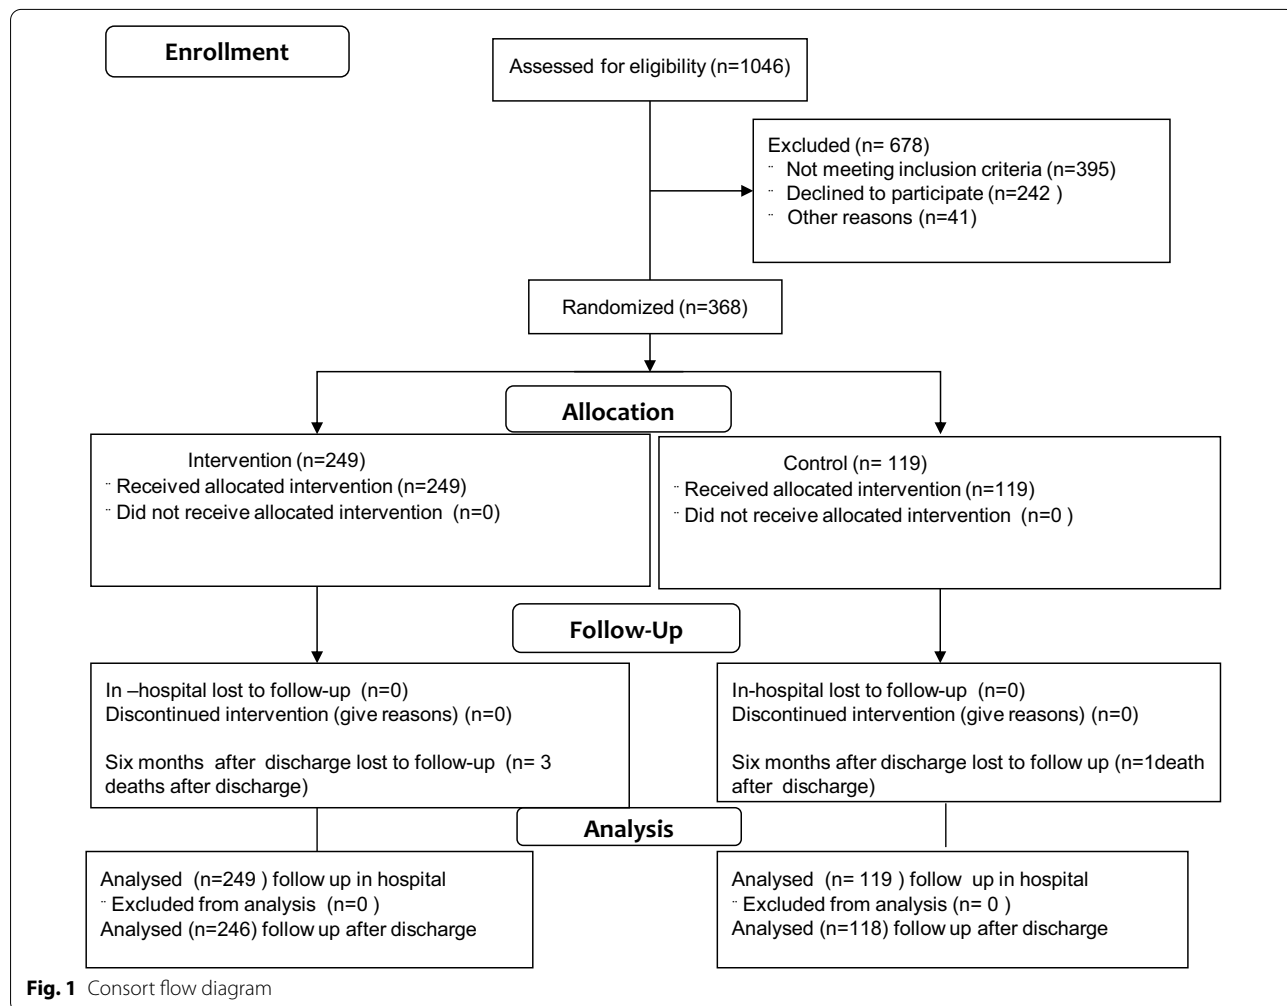 Enrollment
Assessed for eligibility (n=1046)
Excluded (n= 678)
¨ Not meeting inclusion criteria (n=395)
¨ Declined to participate (n=242 )
¨ Other reasons (n=41)
Randomized (n=368)
Allocation
Intervention (n=249)
¨ Received allocated intervention (n=249)
¨ Did not receive allocated intervention (n=0)
Control (n= 119)
¨ Received allocated intervention (n=119)
¨ Did not receive allocated intervention (n=0 )
Follow-Up
In –hospital lost to follow-up (n=0)
Discontinued intervention (give reasons) (n=0)
Six months after discharge lost to follow-up (n= 3
deaths after discharge)
In-hospital lost to follow-up (n=0)
Discontinued intervention (give reasons) (n=0)
Six months after discharge lost to follow up (n=1death
after discharge)
Analysis
Analysed (n=249 ) follow up in hospital
¨ Excluded from analysis (n=0 )
Analysed (n=246) follow up after discharge
Analysed (n= 119 ) follow up in hospital
¨ Excluded from analysis (n= 0 )
Analysed (n=118) follow up after discharge
Fig. 1 Consort flow diagram